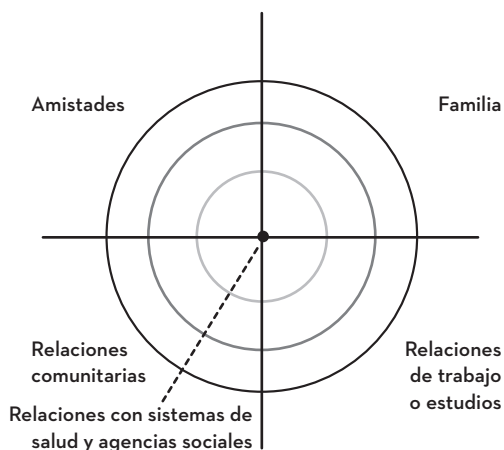 Amistades
Familia
Relaciones
comunitarias
Relaciones
de trabajo
o estudios
Relaciones con sistemas de
salud y agencias sociales